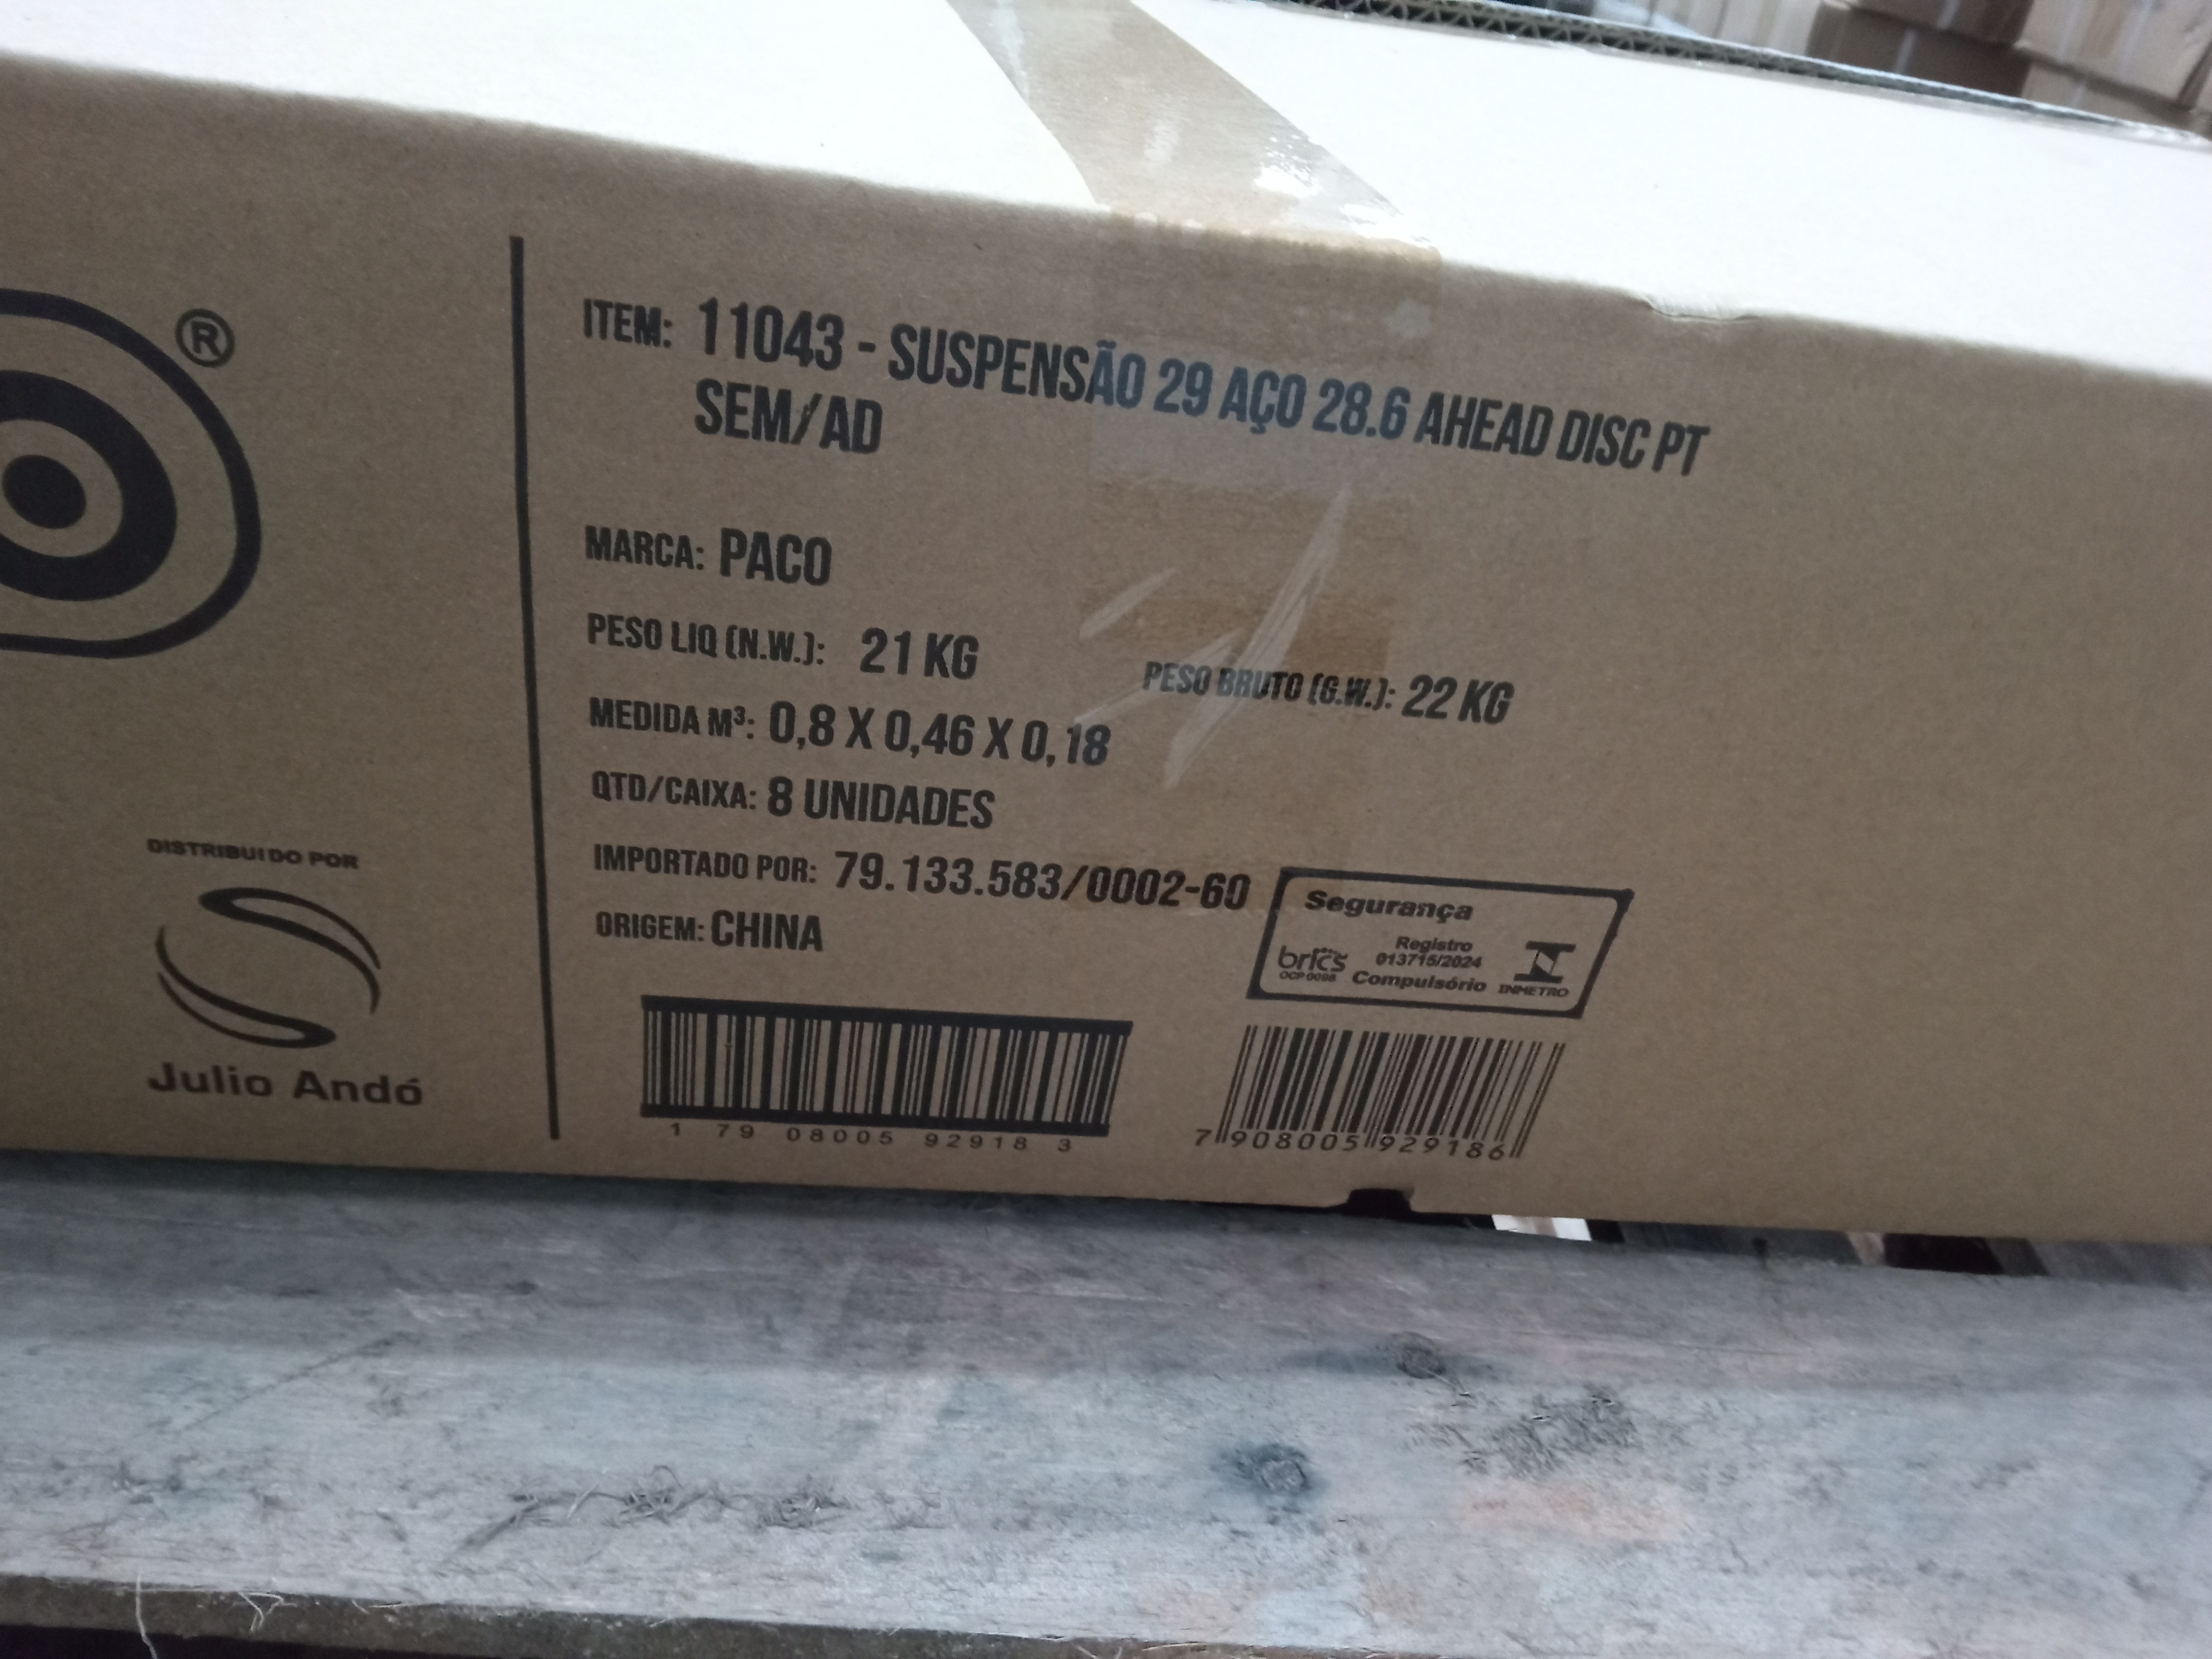 ®
ITEM: 11043 - SUSPENSÃO 29 AÇO 28.6 AHEAD DISC PT
SEM/AD
MARCA: PACO
PESO LIQ (N.W.): 21 KG PESO BRUTO (G.W.): 22 KG
MEDIDA M³: 0,8 X 0,46 X 0,18
QTD/CAIXA: 8 UNIDADES
IMPORTADO POR: 79.133.583/0002-60
ORIGEM: CHINA
DISTRIBUIDO POR
Julio Andó
Segurança
brics
OCP 0098
Registro
013715/2024
Compulsório
INMETRO
1 79 08005 92918 3
7 908005 929186